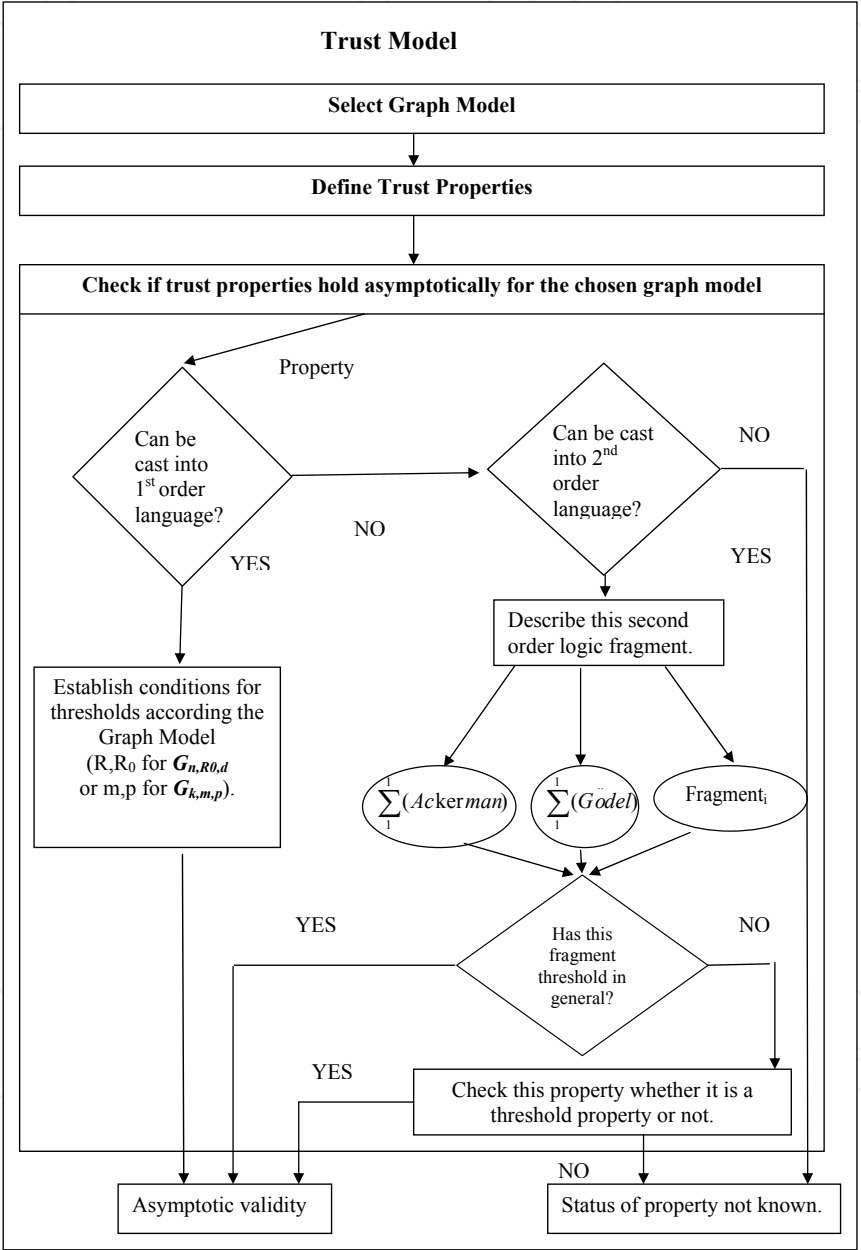 Trust Model
Select Graph Model
Define Trust Properties
Check if trust properties hold asymptotically for the chosen graph model
Property
Can be
cast into
1st order
language?
Can be cast
into 2nd
order
language?
NO
NO
YES
YES
Describe this second
order logic fragment.
Establish conditions for
thresholds according the
Graph Model
(R,R₀ for G_{n,R0,d}
or m,p for G_{k,m,p}).
∑¹₁(Ackerman)
∑¹₁(Gödel)
Fragmentᵢ
YES
NO
Has this
fragment
threshold in
general?
YES
Check this property whether it is a
threshold property or not.
NO
Asymptotic validity
Status of property not known.